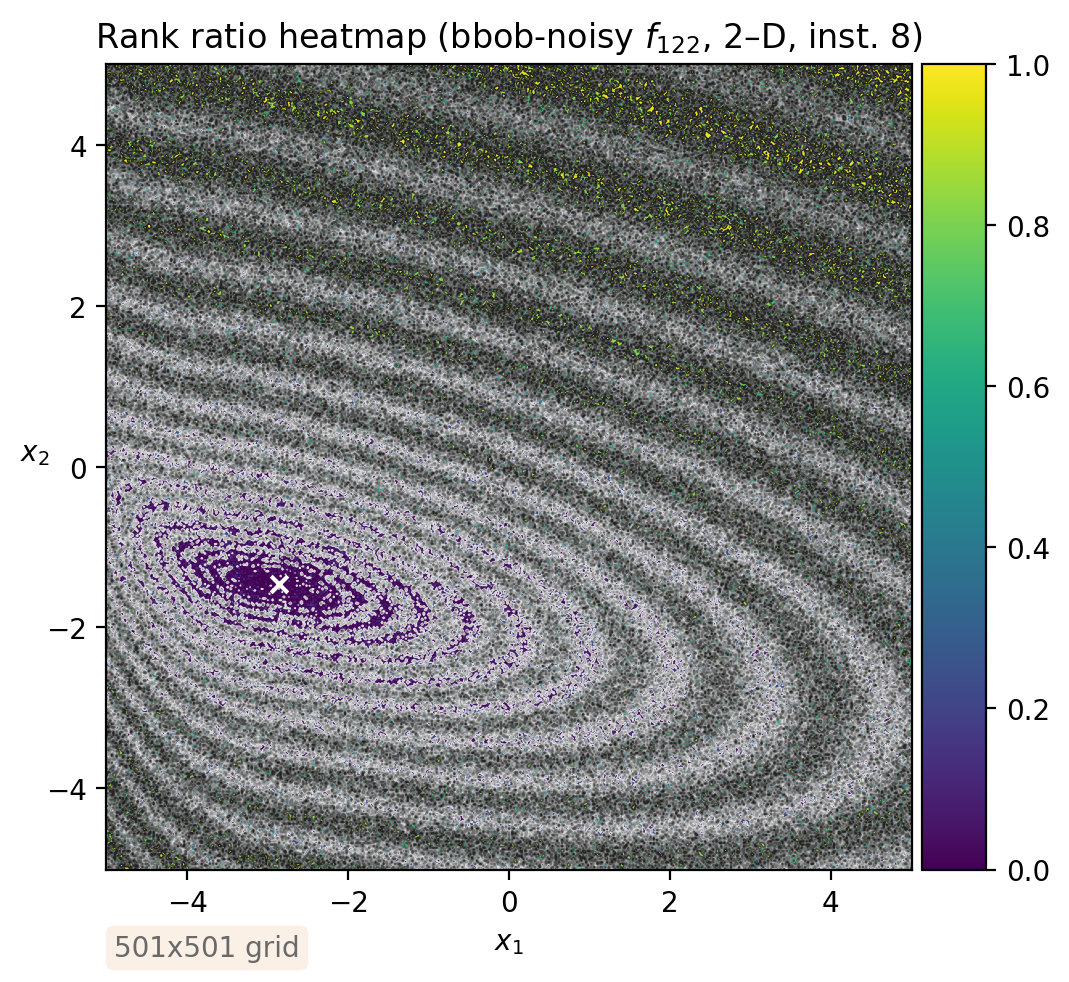 Rank ratio heatmap (bbob-noisy f₁₂₂, 2–D, inst. 8)
1.0
0.8
0.6
0.4
0.2
0.0
4
2
x₂ 0
−2
−4
−4 −2 0 2 4
x₁
501x501 grid